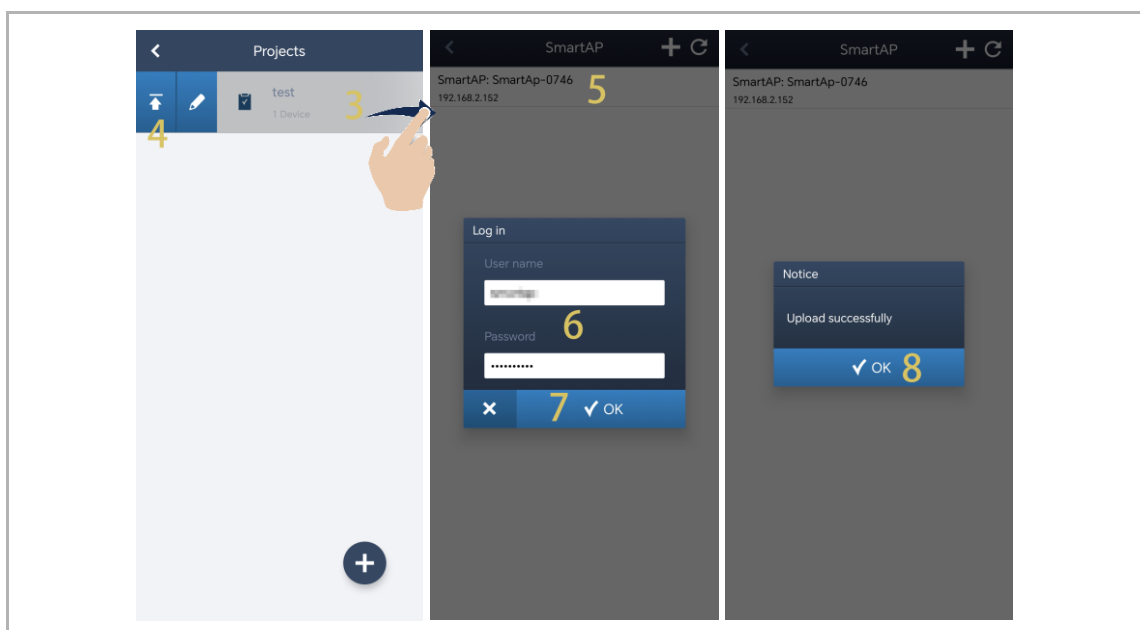 Projects
test
1 Device
3
4
SmartAP
SmartAP: SmartAp-0746
192.168.2.152
5
Log in
User name
Password
6
••••••••••
7
OK
SmartAP
SmartAP: SmartAp-0746
192.168.2.152
Notice
Upload successfully
OK
8